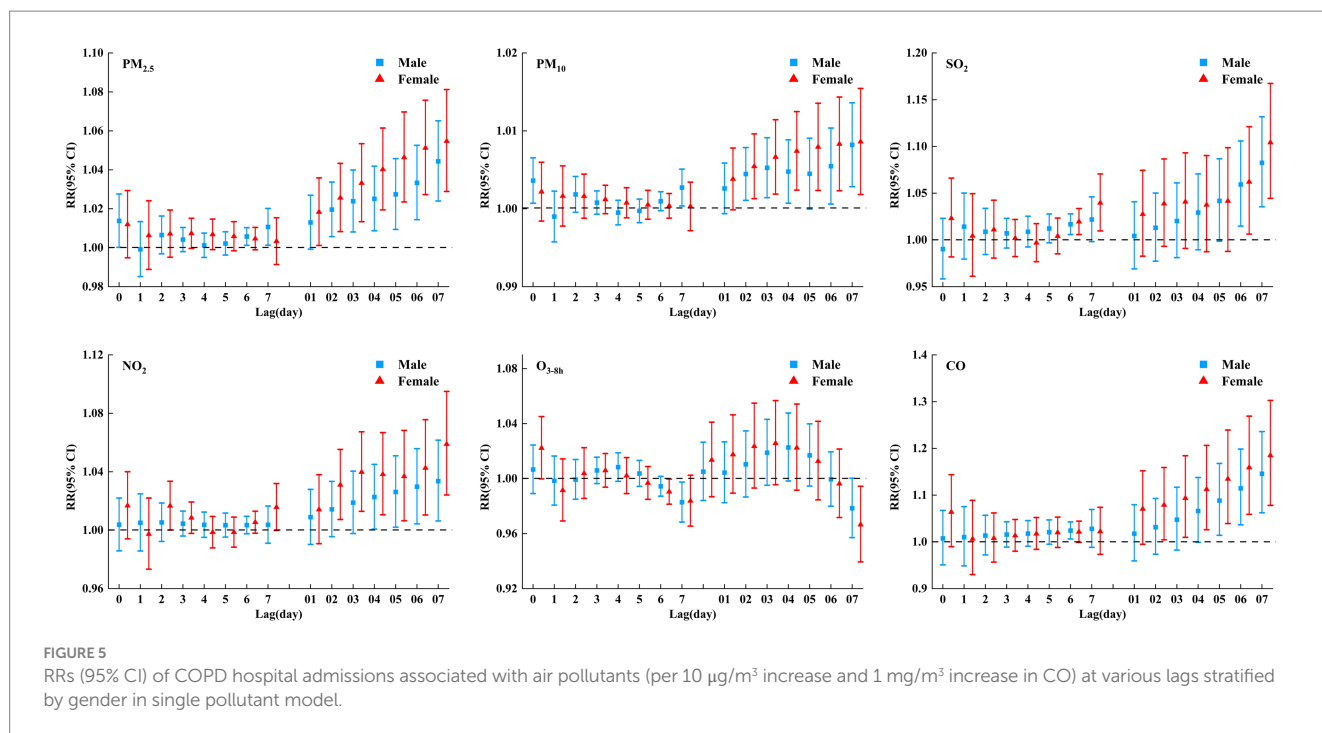 PM2.5
Male
Female
RR(95% CI)
1.10
1.08
1.06
1.04
1.02
1.00
0.98
0 1 2 3 4 5 6 7 01 02 03 04 05 06 07
Lag(day)
PM10
Male
Female
RR(95% CI)
1.02
1.01
1.00
0.99
0 1 2 3 4 5 6 7 01 02 03 04 05 06 07
Lag(day)
SO2
Male
Female
RR(95% CI)
1.20
1.15
1.10
1.05
1.00
0.95
0 1 2 3 4 5 6 7 01 02 03 04 05 06 07
Lag(day)
NO2
Male
Female
RR(95% CI)
1.12
1.08
1.04
1.00
0.96
0 1 2 3 4 5 6 7 01 02 03 04 05 06 07
Lag(day)
O3-8h
Male
Female
RR(95% CI)
1.08
1.04
1.00
0.96
0.92
0 1 2 3 4 5 6 7 01 02 03 04 05 06 07
Lag(day)
CO
Male
Female
RR(95% CI)
1.4
1.3
1.2
1.1
1.0
0.9
0 1 2 3 4 5 6 7 01 02 03 04 05 06 07
Lag(day)
FIGURE 5
RRs (95% CI) of COPD hospital admissions associated with air pollutants (per 10 μg/m³ increase and 1 mg/m³ increase in CO) at various lags stratified
by gender in single pollutant model.